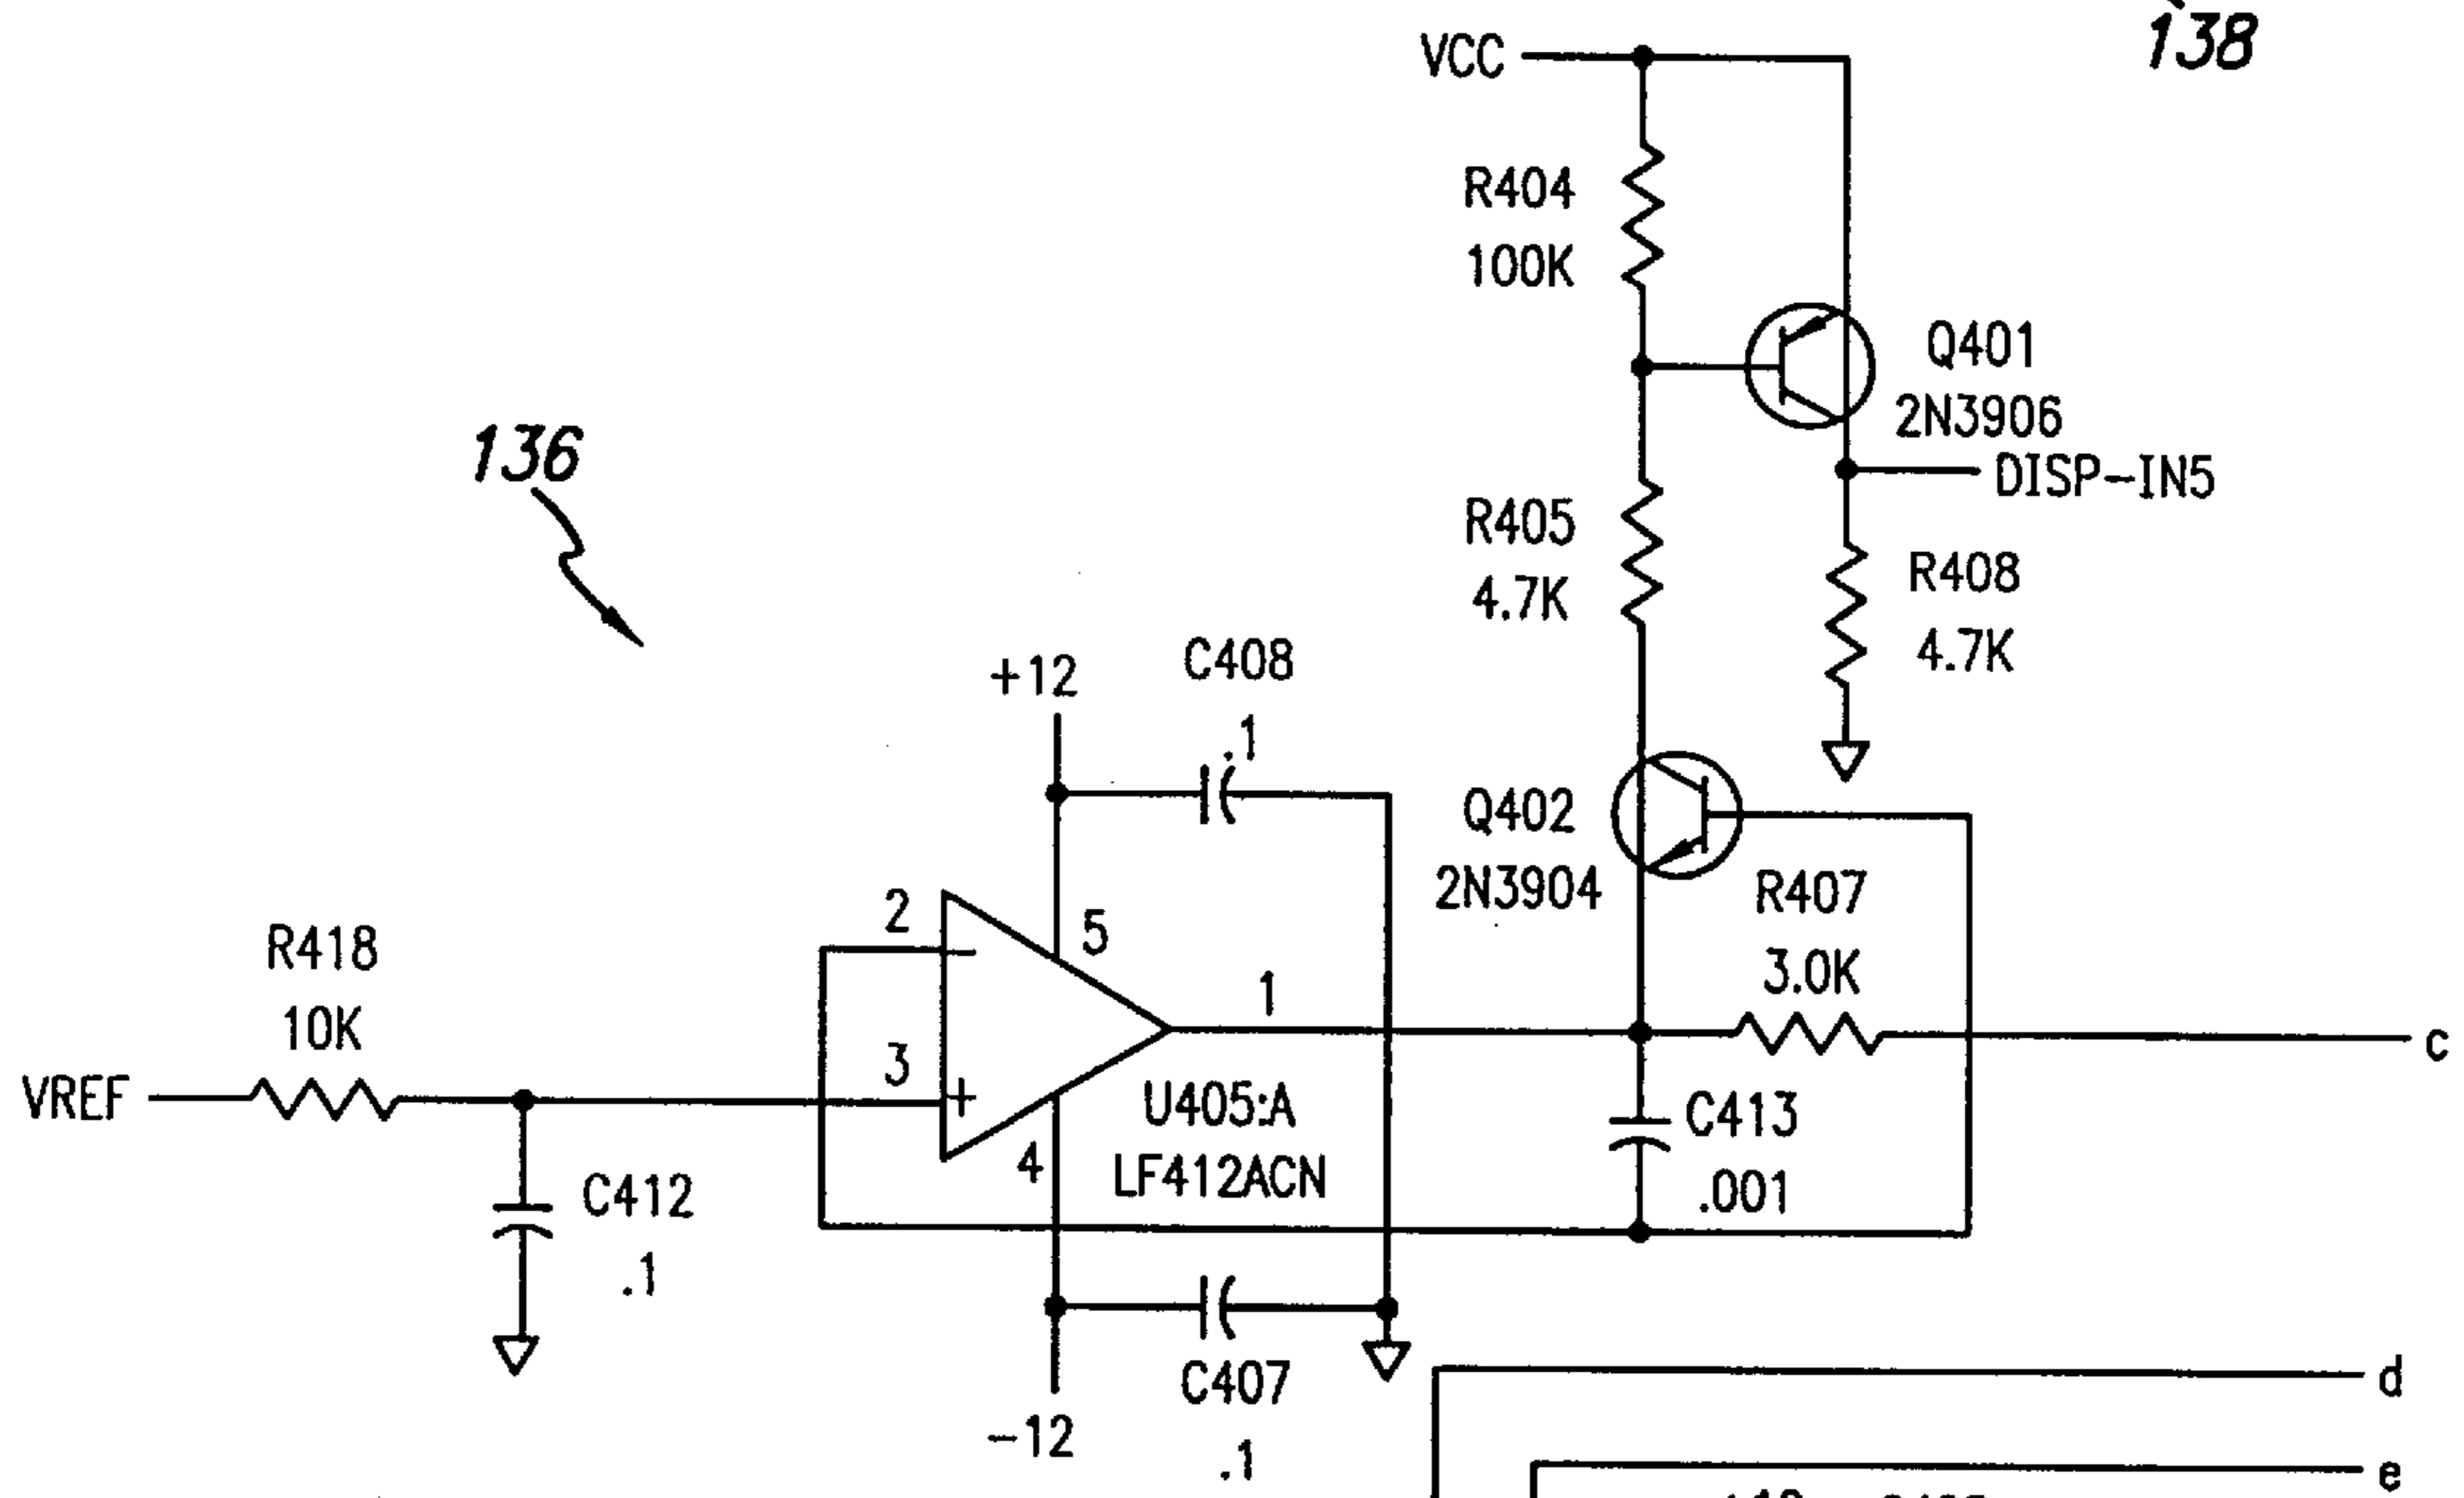 138
VCC
R404
100K
Q401
2N3906
136
DISP-IN5
R405
4.7K
R408
4.7K
+12
C408
.1
Q402
2N3904
R407
3.0K
2
5
R418
10K
1
3
VREF
+
−
U405:A
LF412ACN
4
C413
.001
c
C412
.1
C407
.1
-12
d
e